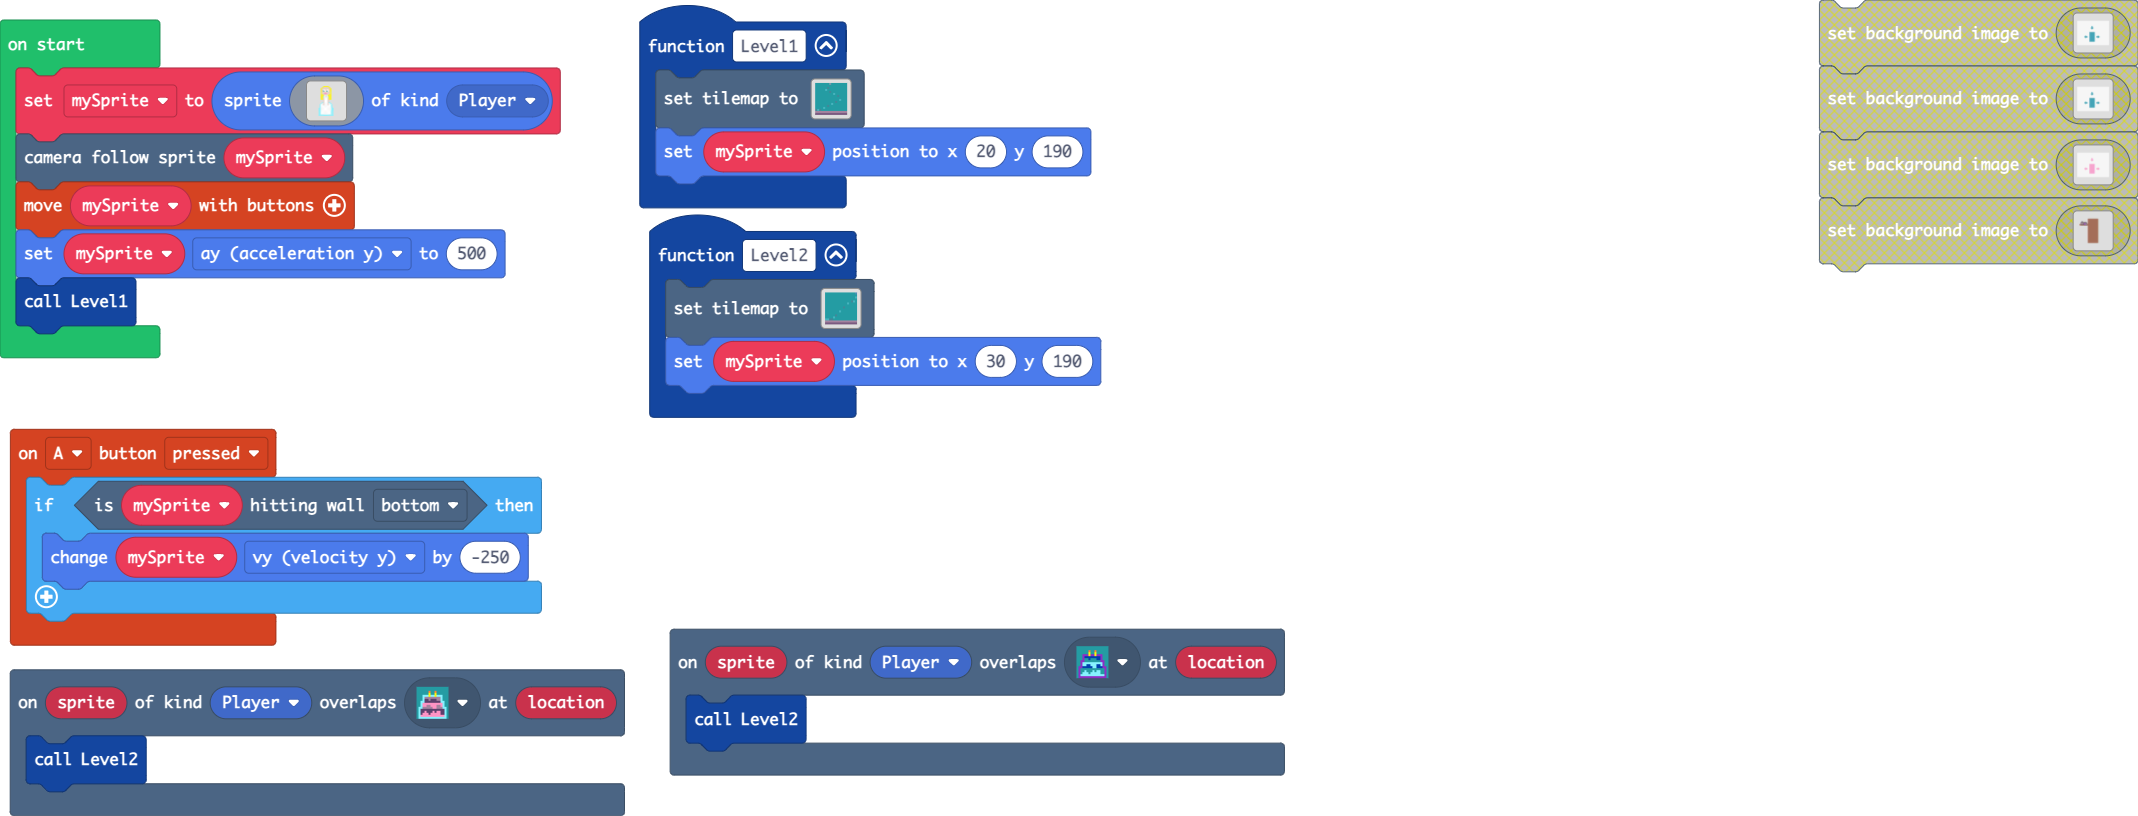 on start
set mySprite to sprite of kind Player
camera follow sprite mySprite
move mySprite with buttons
set mySprite ay (acceleration y) to 500
call Level1
on A button pressed
if is mySprite hitting wall bottom then
change mySprite vy (velocity y) by -250
on sprite of kind Player overlaps at location
call Level2
function Level1
set tilemap to
set mySprite position to x 20 y 190
function Level2
set tilemap to
set mySprite position to x 30 y 190
on sprite of kind Player overlaps at location
call Level2
set background image to
set background image to
set background image to
set background image to